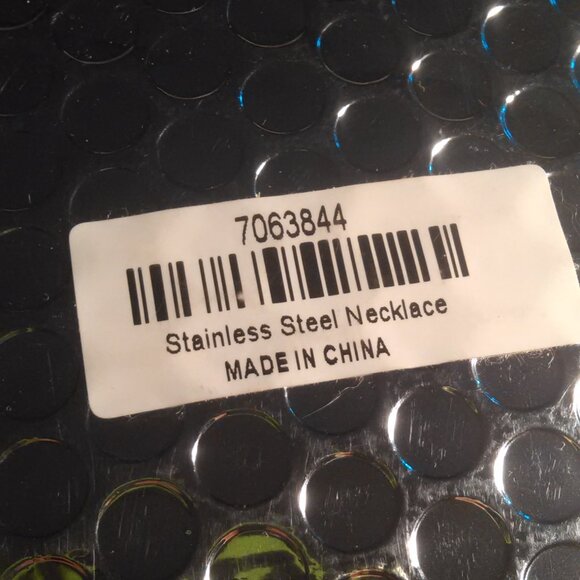 7063844
Stainless Steel Necklace
MADE IN CHINA